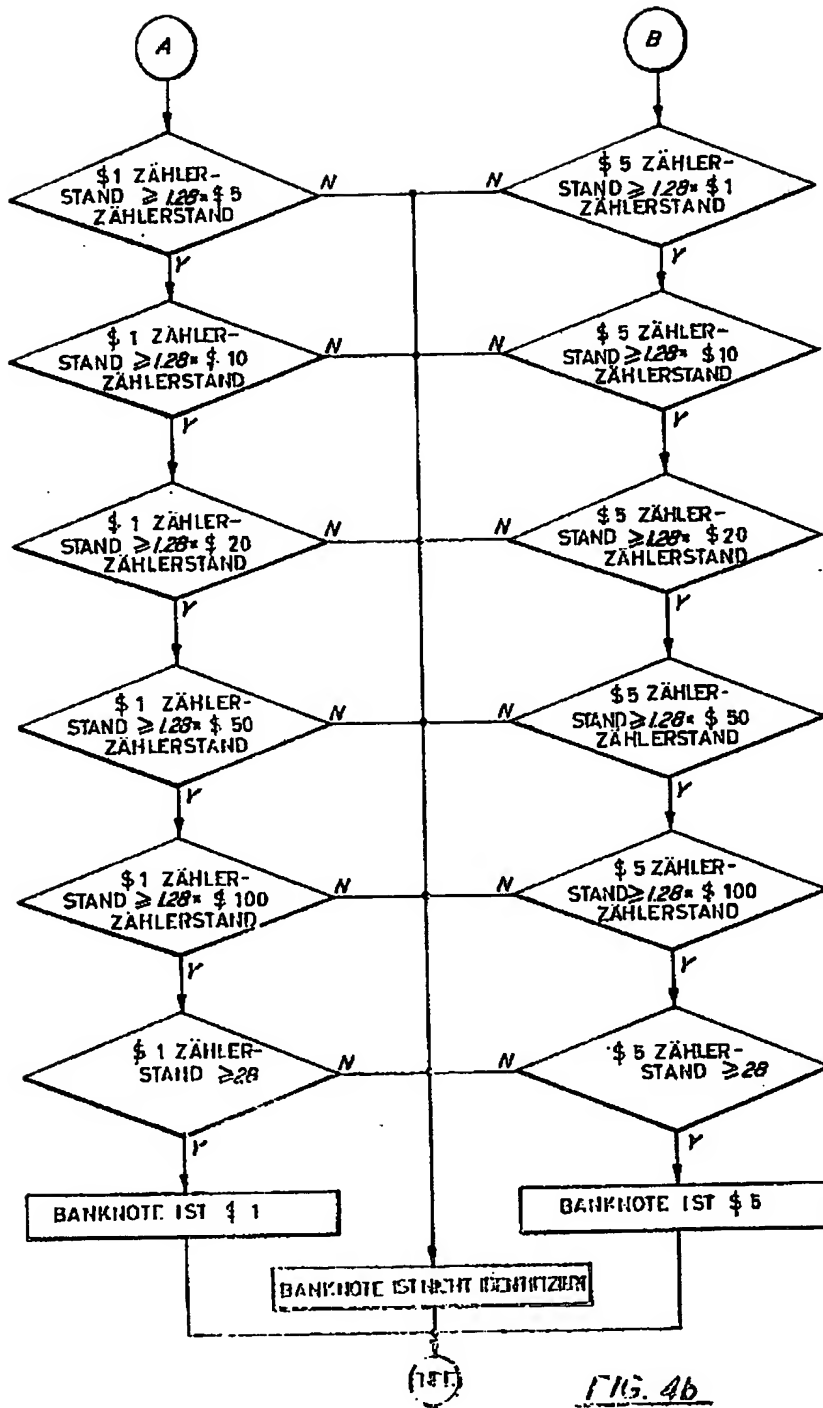 A
$1 ZÄHLER-
STAND ≥ 1.28* $5
ZÄHLERSTAND
N
Y
$1 ZÄHLER-
STAND ≥ 1.28* $10
ZÄHLERSTAND
N
Y
$1 ZÄHLER-
STAND ≥ 1.28* $20
ZÄHLERSTAND
N
Y
$1 ZÄHLER-
STAND ≥ 1.28* $50
ZÄHLERSTAND
N
Y
$1 ZÄHLER-
STAND ≥ 1.28* $100
ZÄHLERSTAND
N
Y
$1 ZÄHLER-
STAND ≥ 28
N
Y
BANKNOTE IST $1
B
$5 ZÄHLER-
STAND ≥ 1.28* $1
ZÄHLERSTAND
N
Y
$5 ZÄHLER-
STAND ≥ 1.28* $10
ZÄHLERSTAND
N
Y
$5 ZÄHLER-
STAND ≥ 1.28* $20
ZÄHLERSTAND
N
Y
$5 ZÄHLER-
STAND ≥ 1.28* $50
ZÄHLERSTAND
N
Y
$5 ZÄHLER-
STAND ≥ 1.28* $100
ZÄHLERSTAND
N
Y
$5 ZÄHLER-
STAND ≥ 28
N
Y
BANKNOTE IST $5
BANKNOTE IST NICHT IDENTIFIZIERT
FIG. 4b